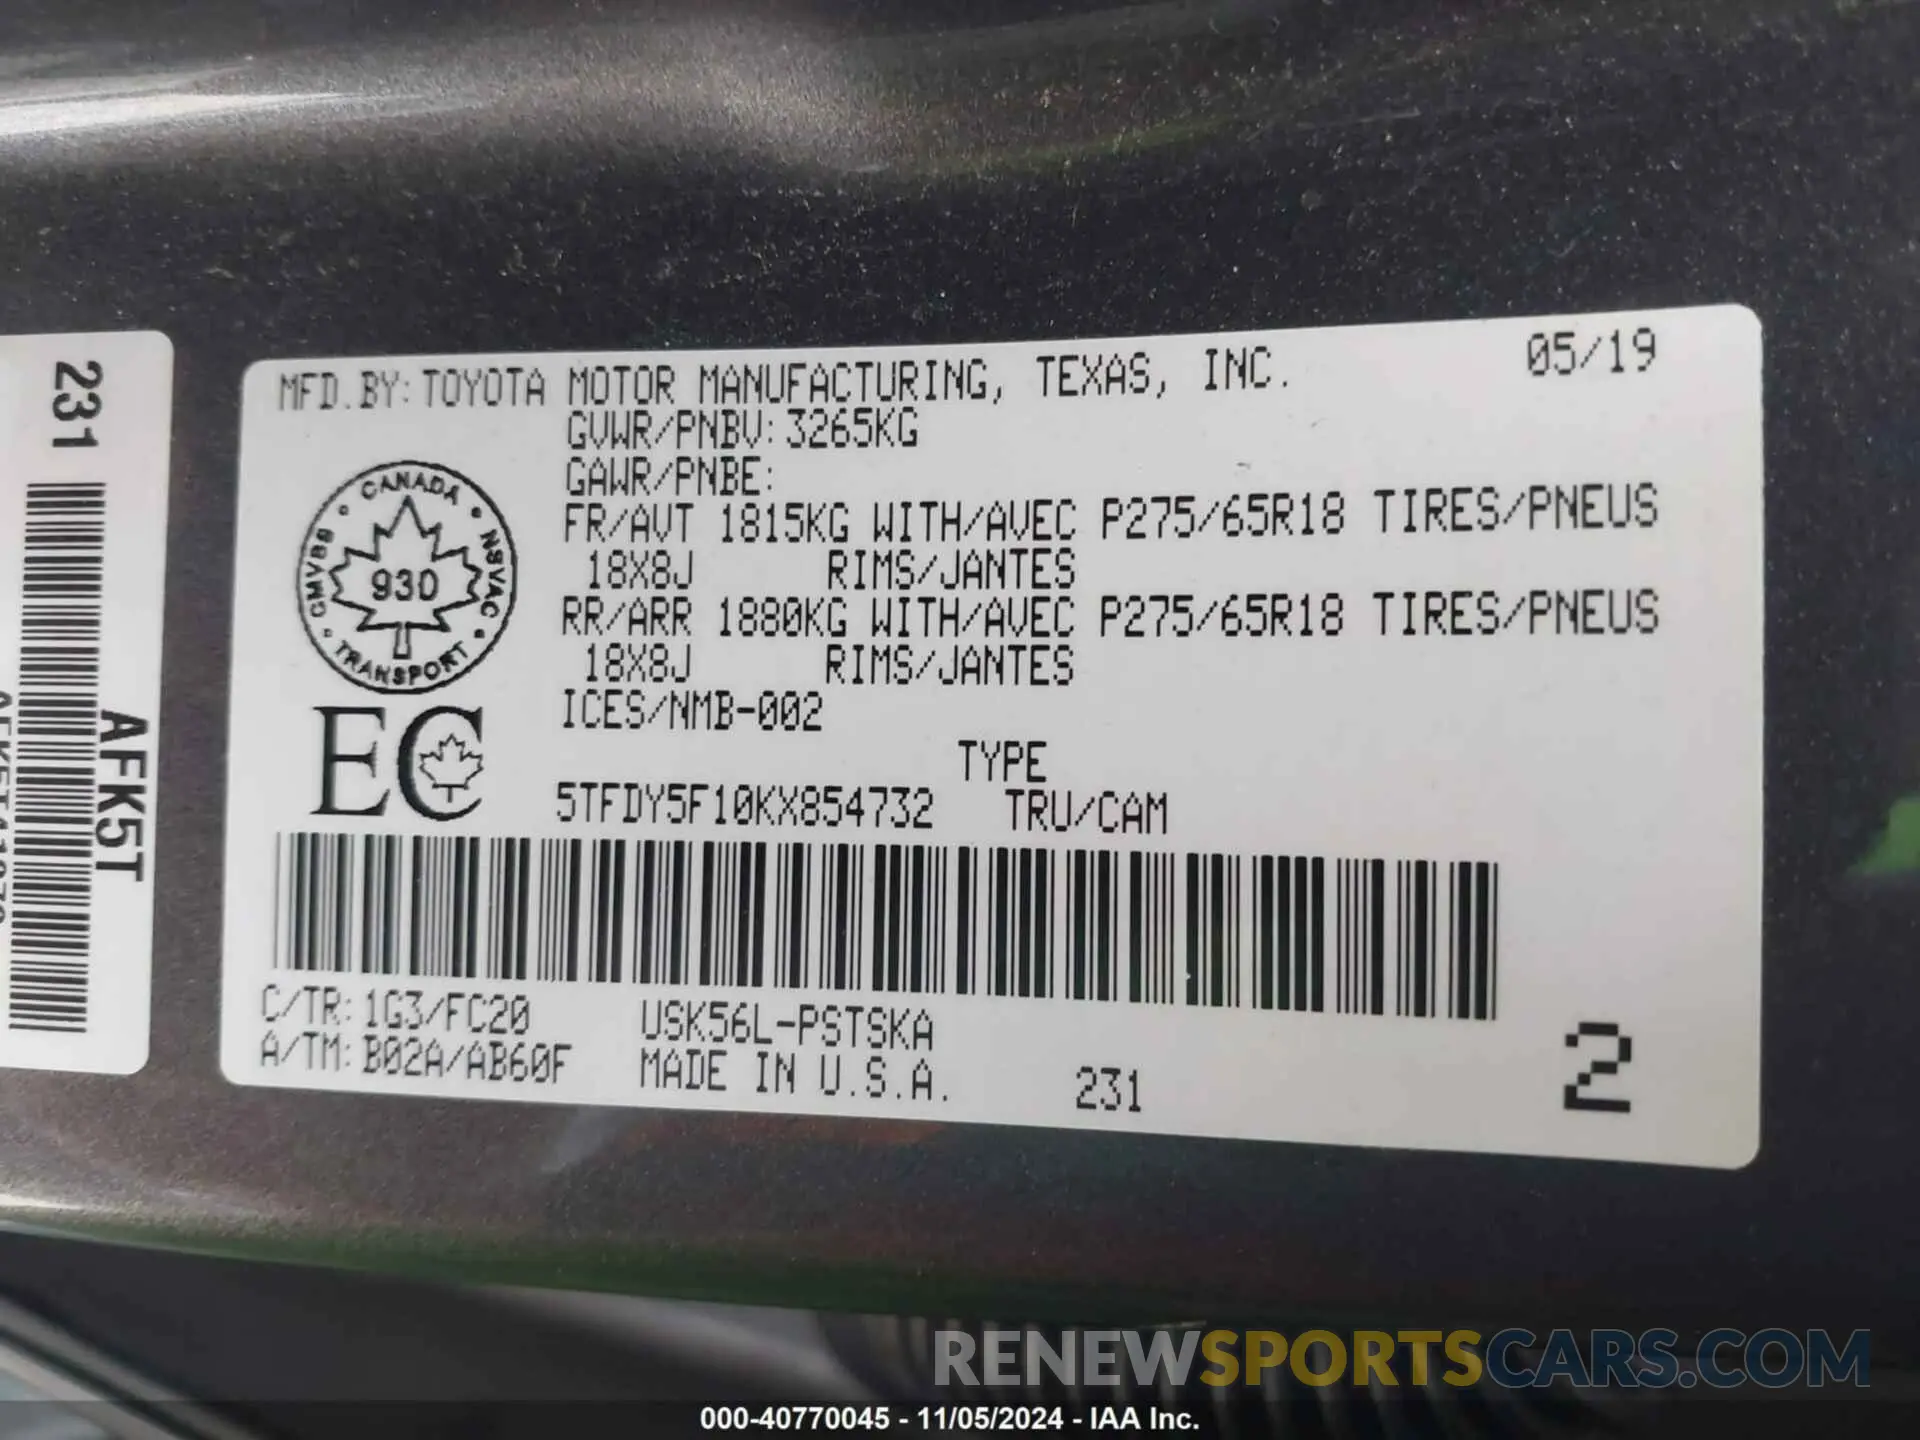 MFD.BY:TOYOTA MOTOR MANUFACTURING, TEXAS, INC. 05/19
GVWR/PNBV:3265KG
GAWR/PNBE:
FR/AVT 1815KG WITH/AVEC P275/65R18 TIRES/PNEUS
18X8J RIMS/JANTES
RR/ARR 1880KG WITH/AVEC P275/65R18 TIRES/PNEUS
18X8J RIMS/JANTES
ICES/NMB-002
TYPE
5TFDY5F10KX854732 TRU/CAM
CANADA
NSVAC
TRANSPORT
CMVSS
930
EC
C/TR:1G3/FC20 USK56L-PSTSKA
A/TM:B02A/AB60F MADE IN U.S.A. 231
2
231
AFK5T
RENEWSPORTSCARS.COM
000-40770045 - 11/05/2024 - IAA Inc.